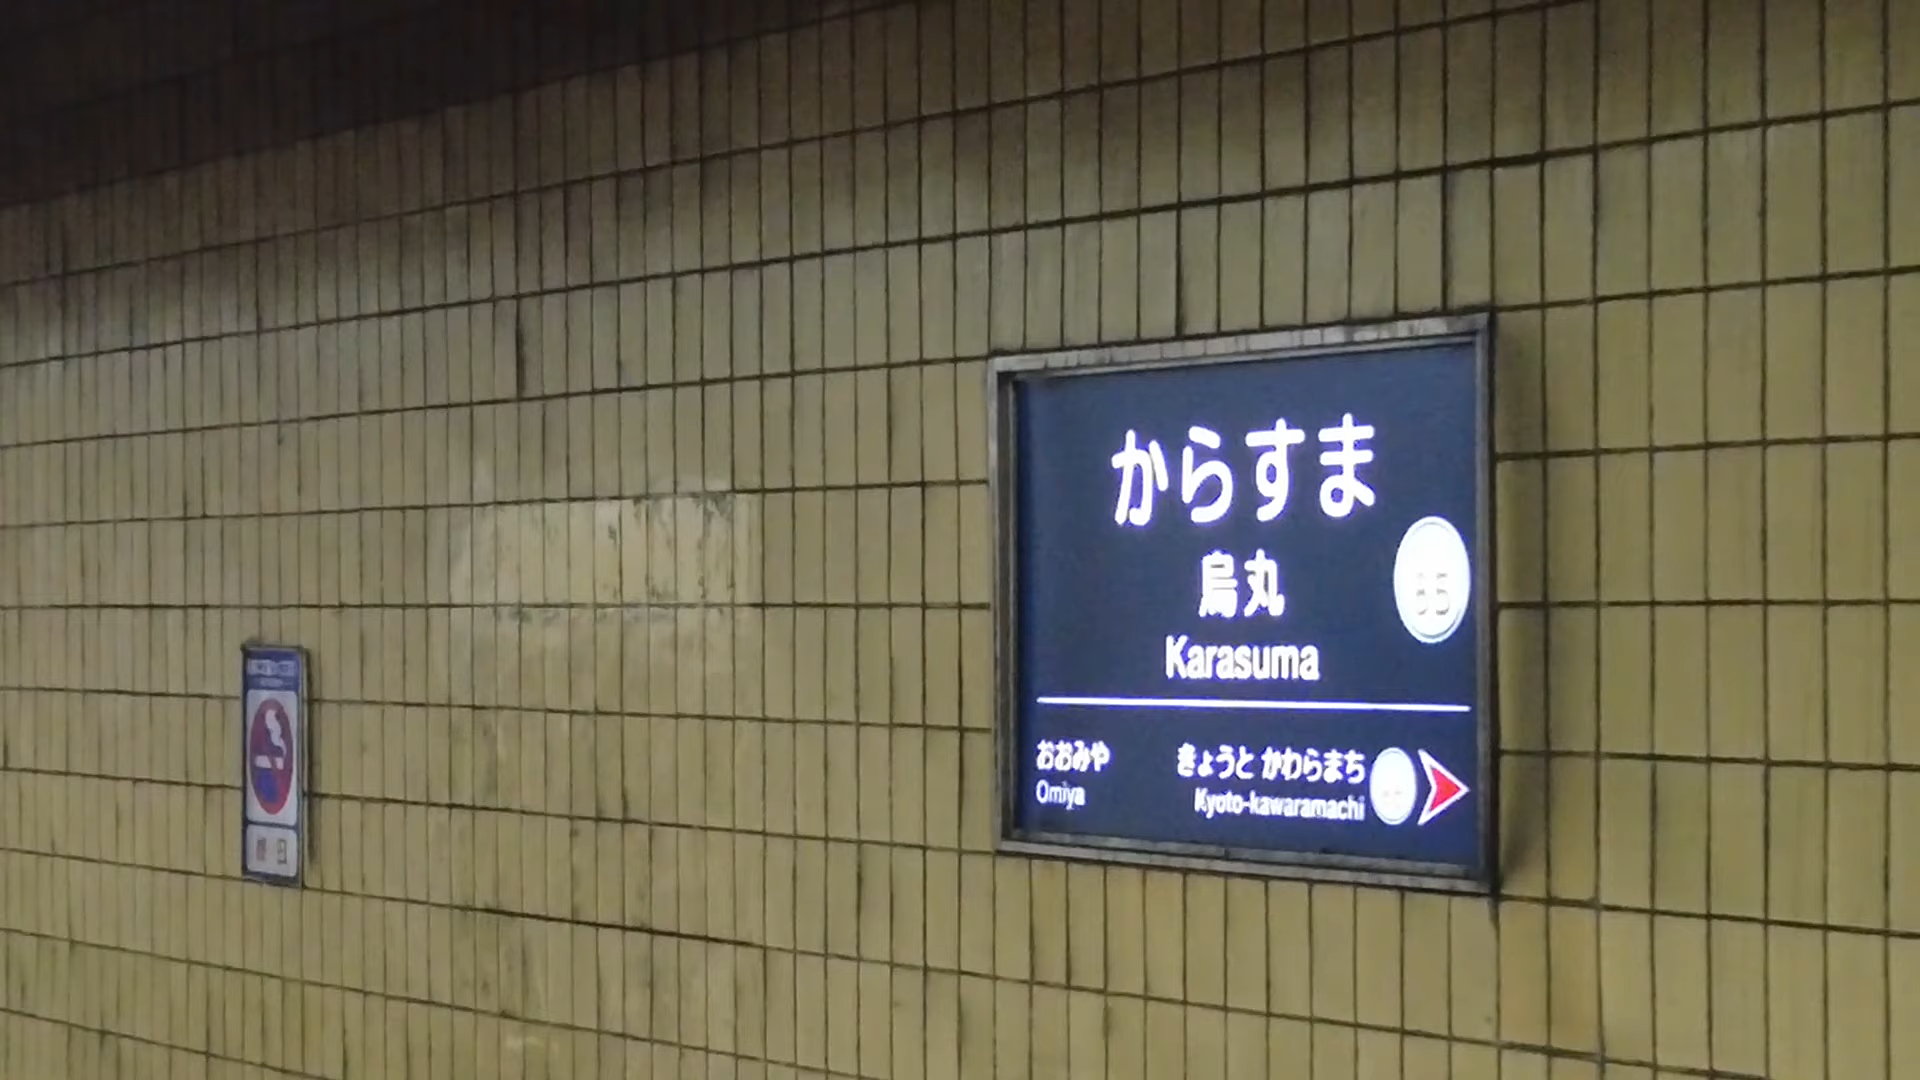 からすま
烏丸
Karasuma
おおみや
Omiya
きょうと かわらまち
Kyoto-kawaramachi